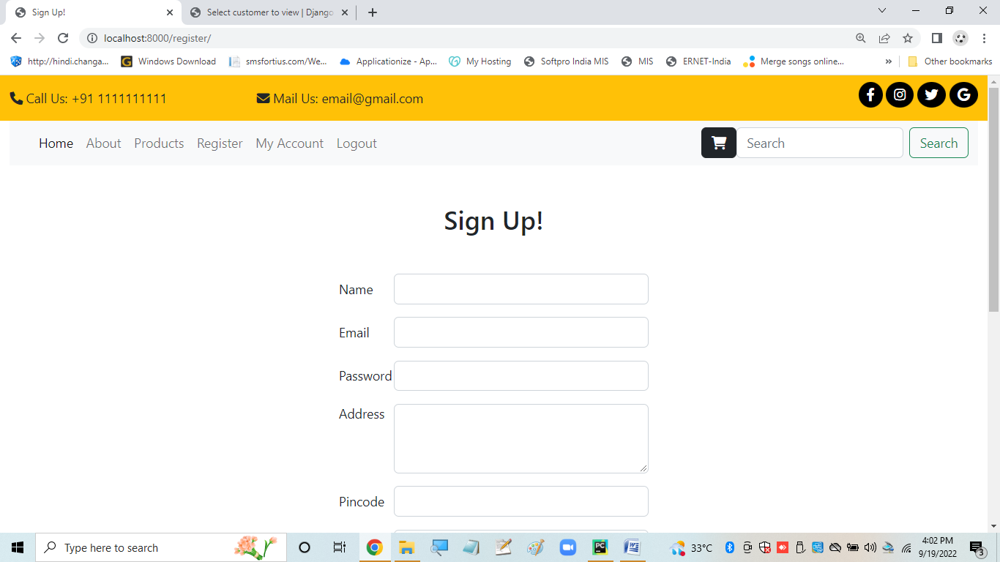 Sign Up!
Select customer to view | Django
localhost:8000/register/
http://hindi.changa... Windows Download smsfortius.com/We... Applicationize - Ap... My Hosting Softpro India MIS MIS ERNET-India Merge songs online... » Other bookmarks
Call Us: +91 1111111111 Mail Us: email@gmail.com
Home About Products Register My Account Logout Search Search
Sign Up!
Name
Email
Password
Address
Pincode
Type here to search 33°C 4:02 PM
9/19/2022 3